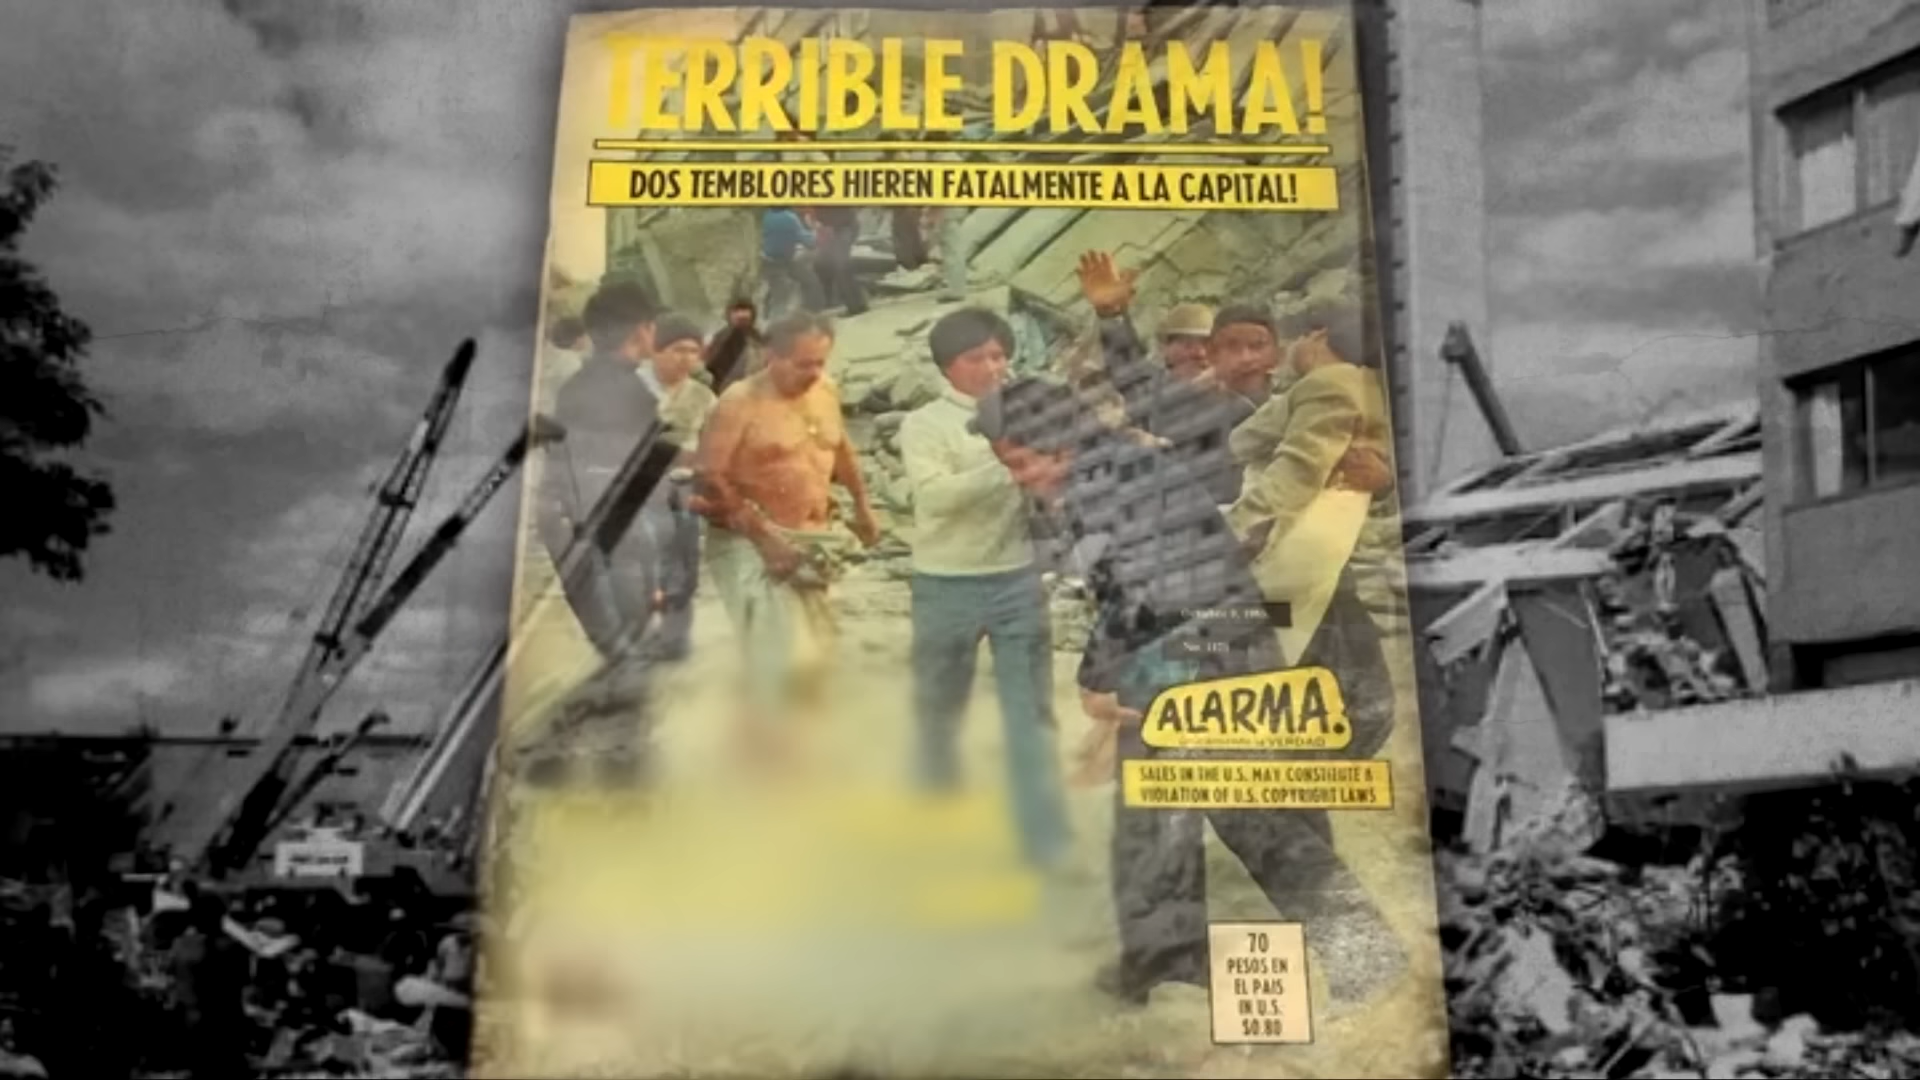 TERRIBLE DRAMA!
DOS TEMBLORES HIEREN FATALMENTE A LA CAPITAL!
ALARMA!
SALES IN THE U.S. MAY CONSTITUTE A
VIOLATION OF U.S. COPYRIGHT LAWS
70
PESOS EN
EL PAIS
IN U.S.
$0.80